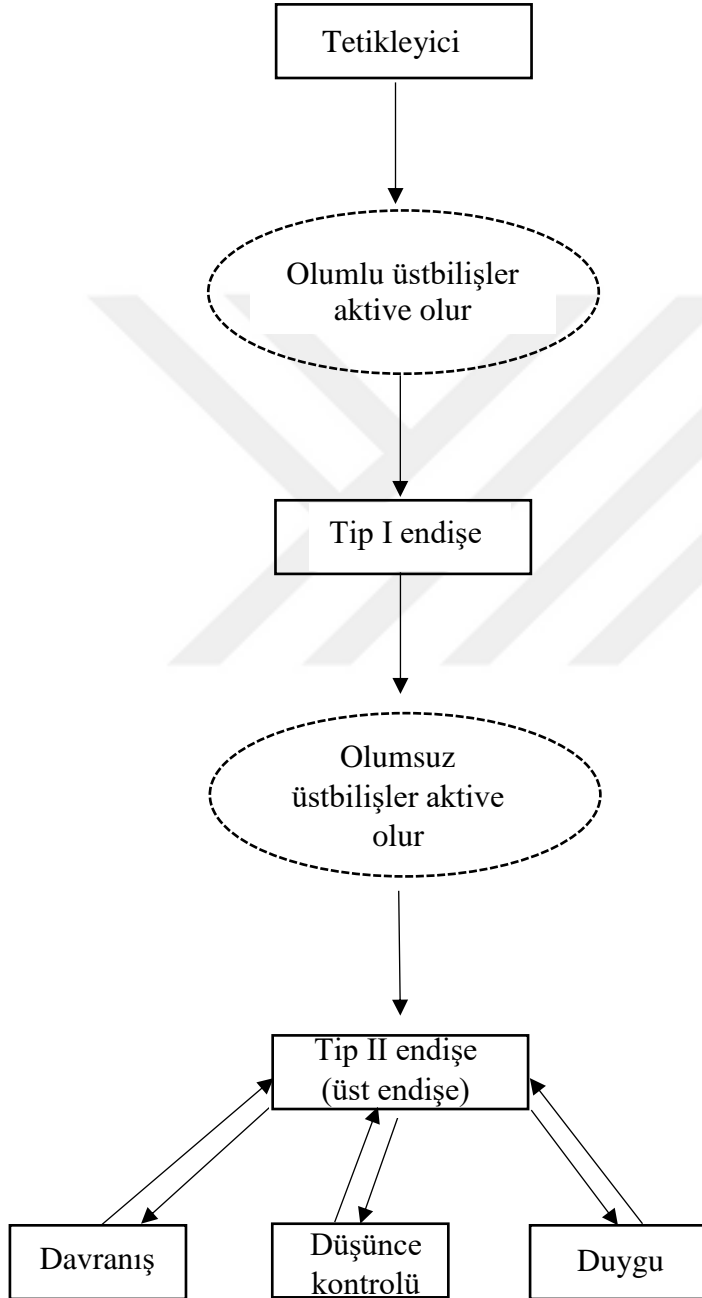 Tetikleyici
Olumlu üstbilişler
aktive olur
Tip I endişe
Olumsuz
üstbilişler aktive
olur
Tip II endişe
(üst endişe)
Davranış
Düşünce
kontrolü
Duygu